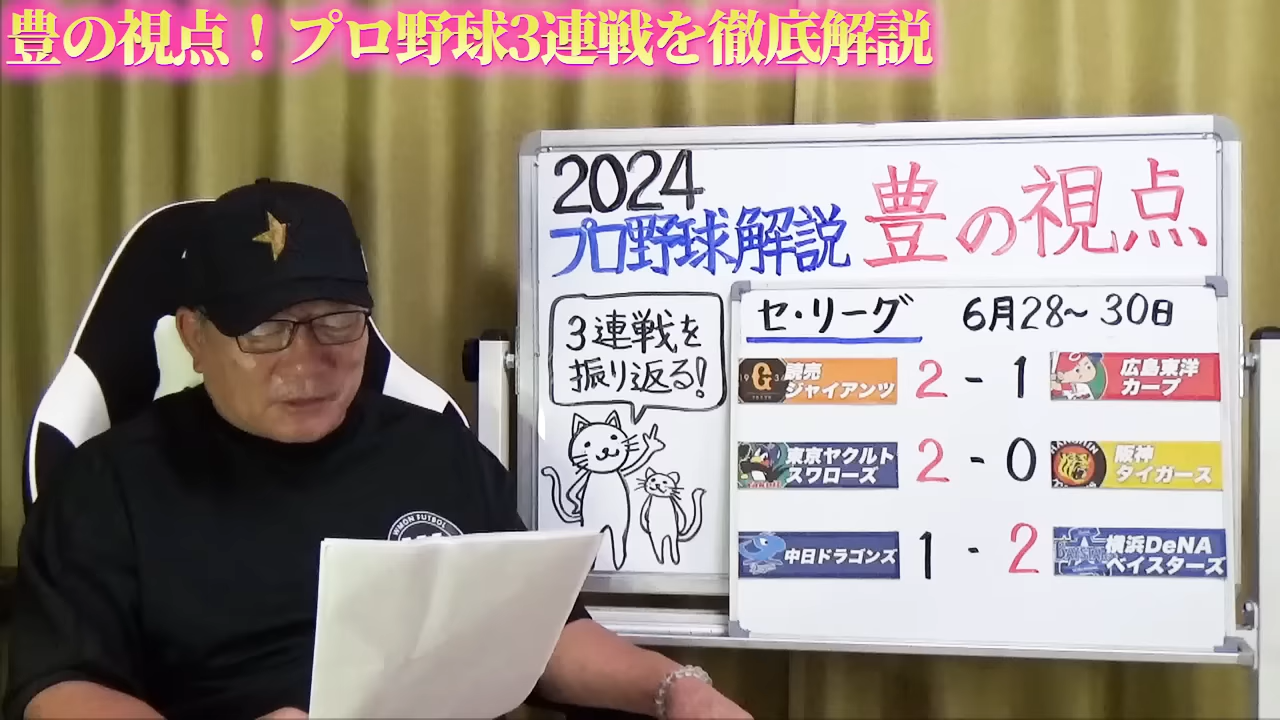 豊の視点！プロ野球3連戦を徹底解説
2024
プロ野球解説 豊の視点
3連戦を
振り返る！
セ・リーグ 6月28〜30日
読売
ジャイアンツ
2 - 1
広島東洋
カープ
東京ヤクルト
スワローズ
2 - 0
阪神
タイガース
中日ドラゴンズ
1 - 2
横浜DeNA
ベイスターズ